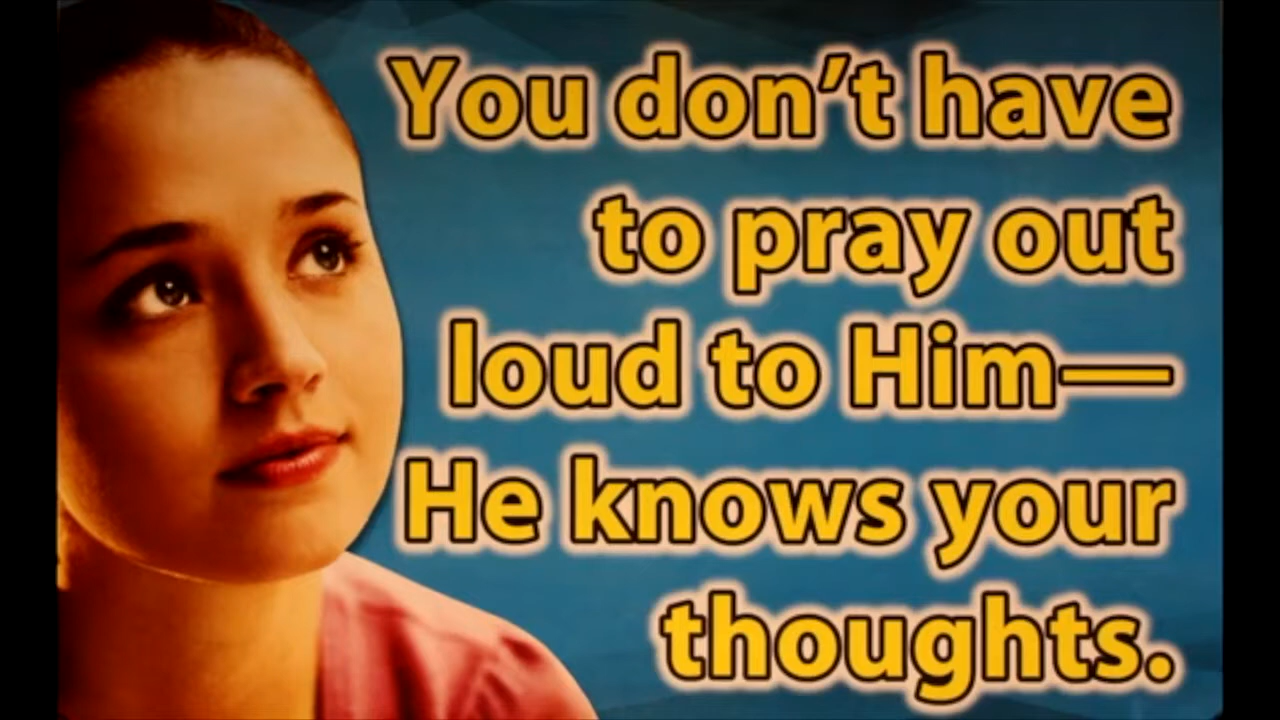 You don’t have
to pray out
loud to Him—
He knows your
thoughts.